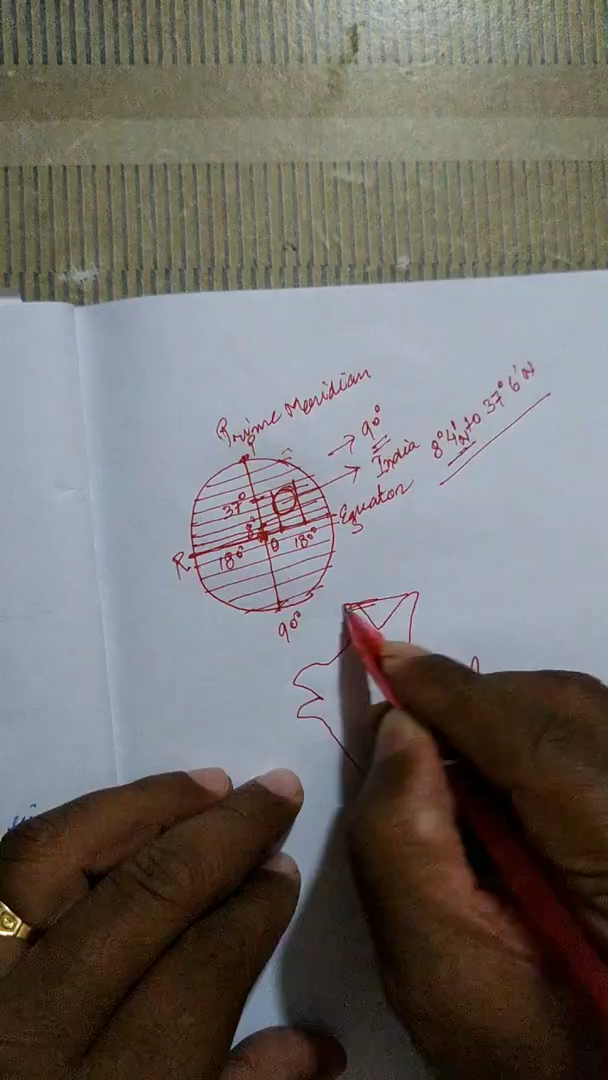 Prime Meridian
90°
India
8°4'N to 37°6'N
Equator
37°
8°
0
180°
180°
90°